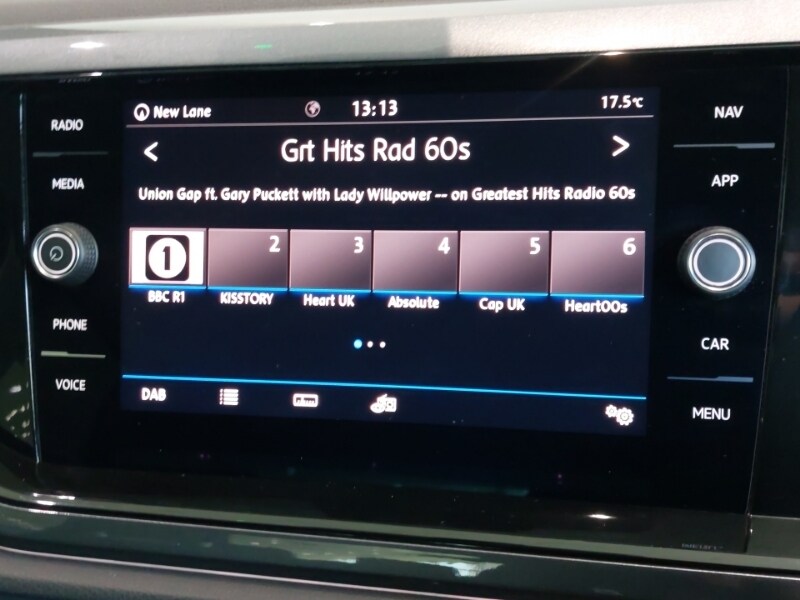 New Lane 13:13 17.5°C
RADIO
MEDIA
PHONE
VOICE
< Grt Hits Rad 60s >
Union Gap ft. Gary Puckett with Lady Willpower -- on Greatest Hits Radio 60s
1 2 3 4 5 6
BBC R1 KISSTORY Heart UK Absolute Cap UK Heart00s
DAB
NAV
APP
CAR
MENU